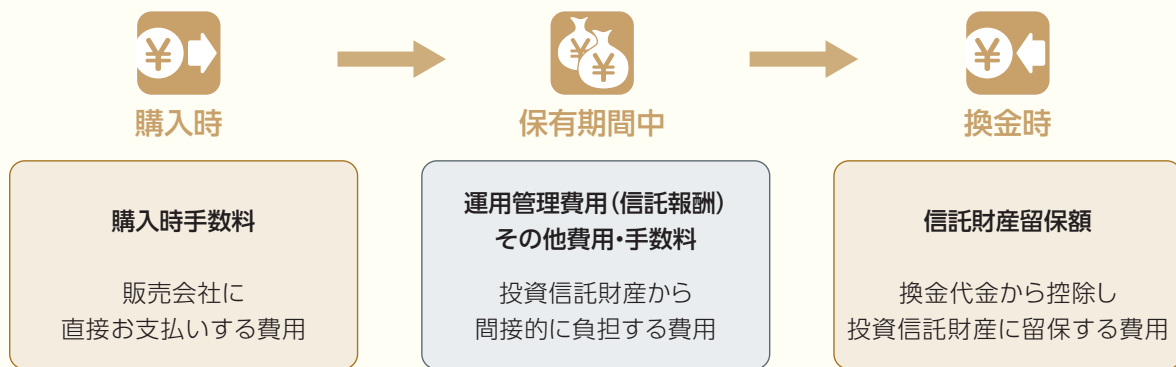 ¥
購入時
¥
¥
保有期間中
¥
換金時
購入時手数料
販売会社に
直接お支払いする費用
運用管理費用(信託報酬)
その他費用・手数料
投資信託財産から
間接的に負担する費用
信託財産留保額
換金代金から控除し
投資信託財産に留保する費用